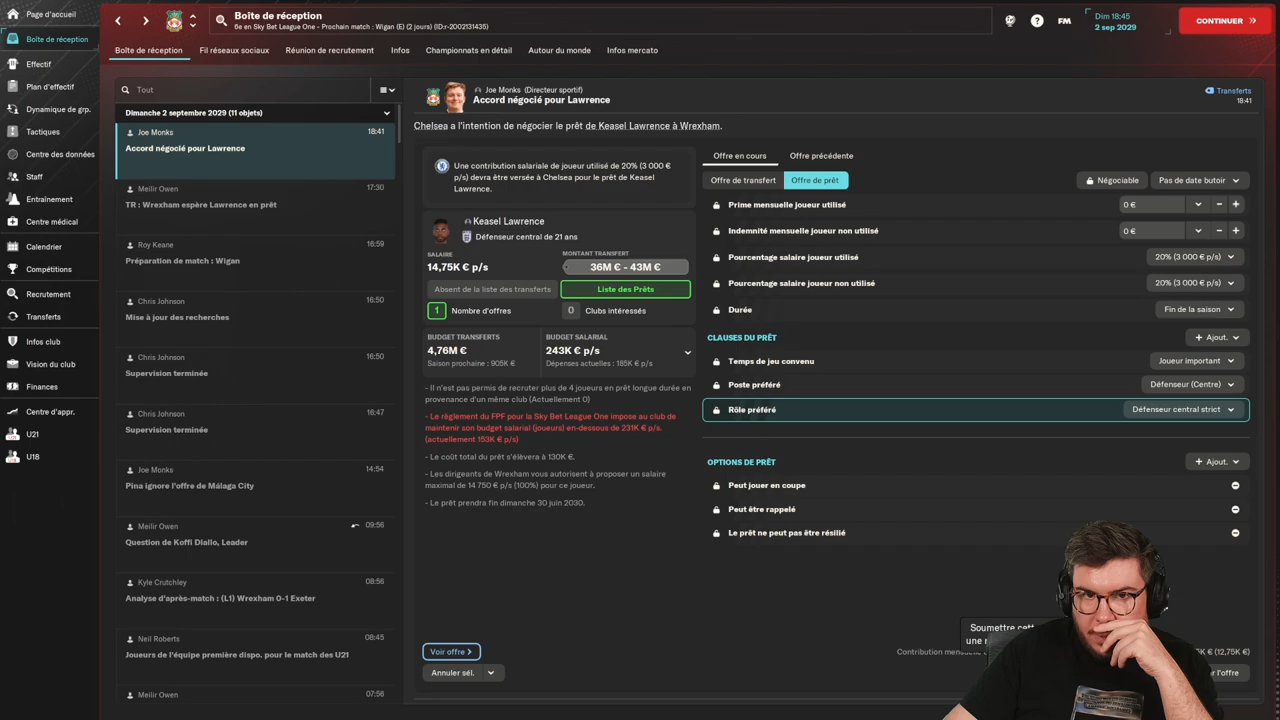 Page d'accueil
Boîte de réception
Effectif
Plan d'effectif
Dynamique de grp.
Tactiques
Centre des données
Staff
Entraînement
Centre médical
Calendrier
Compétitions
Recrutement
Transferts
Infos club
Vision du club
Finances
Centre d'appr.
U21
U18
Boîte de réception
6e en Sky Bet League One - Prochain match : Wigan (E) (2 jours) (ID:r-2002131435)
FM
Dim 18:45
2 sep 2029
CONTINUER
Boîte de réception
Fil réseaux sociaux
Réunion de recrutement
Infos
Championnats en détail
Autour du monde
Infos mercato
Tout
Dimanche 2 septembre 2029 (11 objets)
Joe Monks 18:41
Accord négocié pour Lawrence
Meilir Owen 17:30
TR : Wrexham espère Lawrence en prêt
Roy Keane 16:59
Préparation de match : Wigan
Chris Johnson 16:50
Mise à jour des recherches
Chris Johnson 16:50
Supervision terminée
Chris Johnson 16:47
Supervision terminée
Joe Monks 14:54
Pina ignore l'offre de Málaga City
Meilir Owen 09:56
Question de Koffi Diallo, Leader
Kyle Crutchley 08:56
Analyse d'après-match : (L1) Wrexham 0-1 Exeter
Neil Roberts 08:45
Joueurs de l'équipe première dispo. pour le match des U21
Meilir Owen 07:56
Joe Monks (Directeur sportif)
Accord négocié pour Lawrence
Transferts
18:41
Chelsea a l'intention de négocier le prêt de Keasel Lawrence à Wrexham.
Une contribution salariale de joueur utilisé de 20% (3 000 €
p/s) devra être versée à Chelsea pour le prêt de Keasel
Lawrence.
Keasel Lawrence
Défenseur central de 21 ans
SALAIRE
14,75K € p/s
MONTANT TRANSFERT
36M € - 43M €
Absent de la liste des transferts
Liste des Prêts
1 Nombre d'offres
0 Clubs intéressés
BUDGET TRANSFERTS
4,76M €
Saison prochaine : 905K €
BUDGET SALARIAL
243K € p/s
Dépenses actuelles : 185K € p/s
- Il n'est pas permis de recruter plus de 4 joueurs en prêt longue durée en
provenance d'un même club (Actuellement 0)
- Le règlement du FPF pour la Sky Bet League One impose au club de
maintenir son budget salarial (joueurs) en-dessous de 231K € p/s.
(actuellement 153K € p/s)
- Le coût total du prêt s'élèvera à 130K €.
- Les dirigeants de Wrexham vous autorisent à proposer un salaire
maximal de 14 750 € p/s (100%) pour ce joueur.
- Le prêt prendra fin dimanche 30 juin 2030.
Voir offre
Annuler sél.
Offre en cours
Offre précédente
Offre de transfert
Offre de prêt
Négociable
Pas de date butoir
Prime mensuelle joueur utilisé 0 €
Indemnité mensuelle joueur non utilisé 0 €
Pourcentage salaire joueur utilisé 20% (3 000 € p/s)
Pourcentage salaire joueur non utilisé 20% (3 000 € p/s)
Durée Fin de la saison
CLAUSES DU PRÊT
Ajout.
Temps de jeu convenu Joueur important
Poste préféré Défenseur (Centre)
Rôle préféré Défenseur central strict
OPTIONS DE PRÊT
Ajout.
Peut jouer en coupe
Peut être rappelé
Le prêt ne peut pas être résilié
Soumettre cett
une
Contribution
(12,75K €)
l'offre